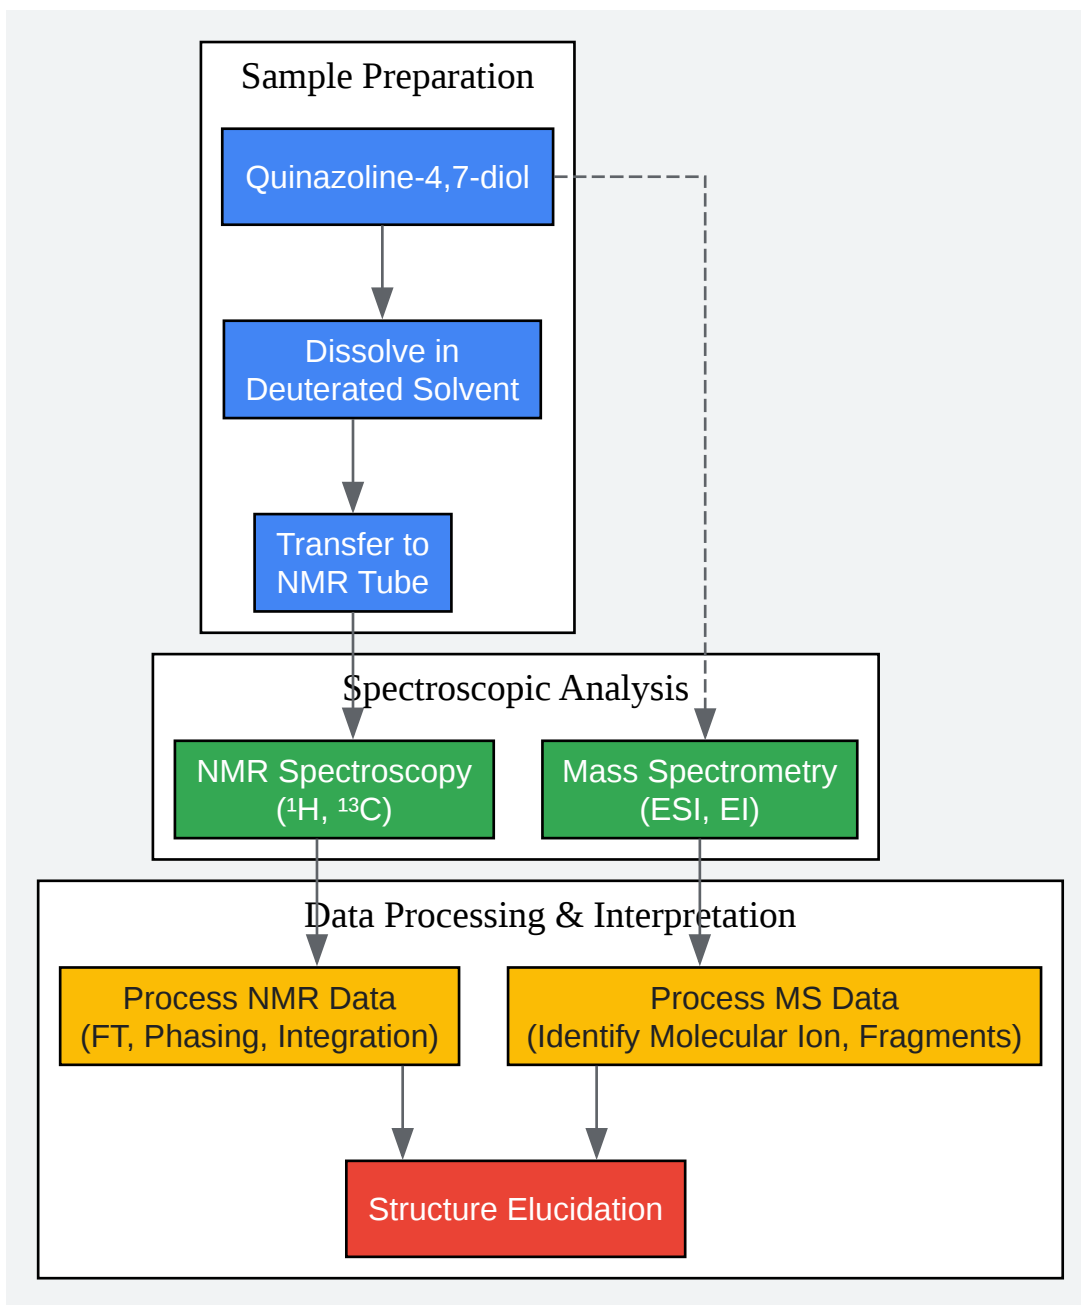 Sample Preparation
Quinazoline-4,7-diol
Dissolve in
Deuterated Solvent
Transfer to
NMR Tube
Spectroscopic Analysis
NMR Spectroscopy
(¹H, ¹³C)
Mass Spectrometry
(ESI, EI)
Data Processing & Interpretation
Process NMR Data
(FT, Phasing, Integration)
Process MS Data
(Identify Molecular Ion, Fragments)
Structure Elucidation